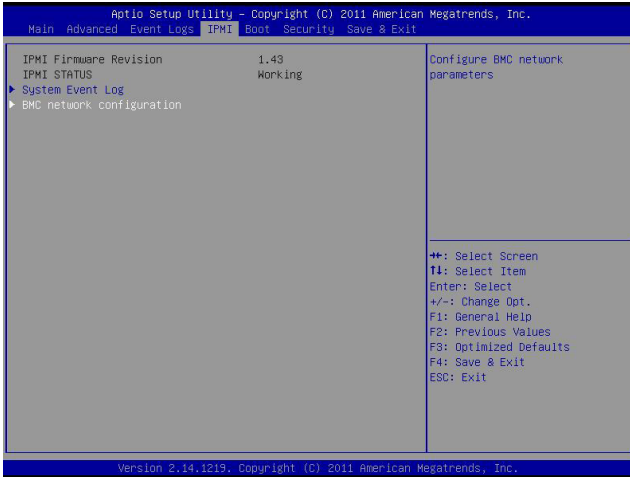 Aptio Setup Utility – Copyright (C) 2011 American Megatrends, Inc.
Main Advanced Event Logs IPMI Boot Security Save & Exit
IPMI Firmware Revision 1.43
IPMI STATUS Working
System Event Log
BMC network configuration
Configure BMC network
parameters
→←: Select Screen
↑↓: Select Item
Enter: Select
+/-: Change Opt.
F1: General Help
F2: Previous Values
F3: Optimized Defaults
F4: Save & Exit
ESC: Exit
Version 2.14.1219. Copyright (C) 2011 American Megatrends, Inc.